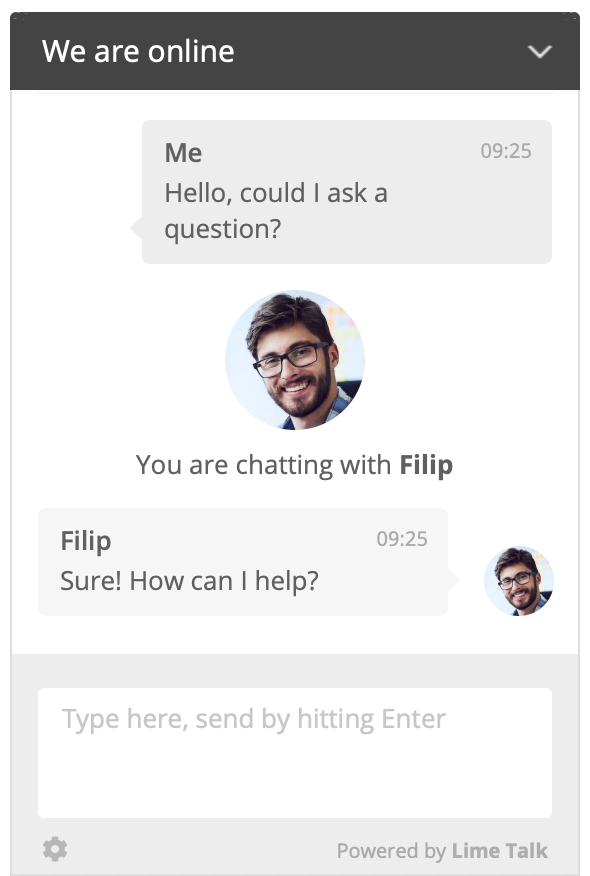 We are online
Me 09:25
Hello, could I ask a
question?
You are chatting with Filip
Filip 09:25
Sure! How can I help?
Type here, send by hitting Enter
Powered by Lime Talk